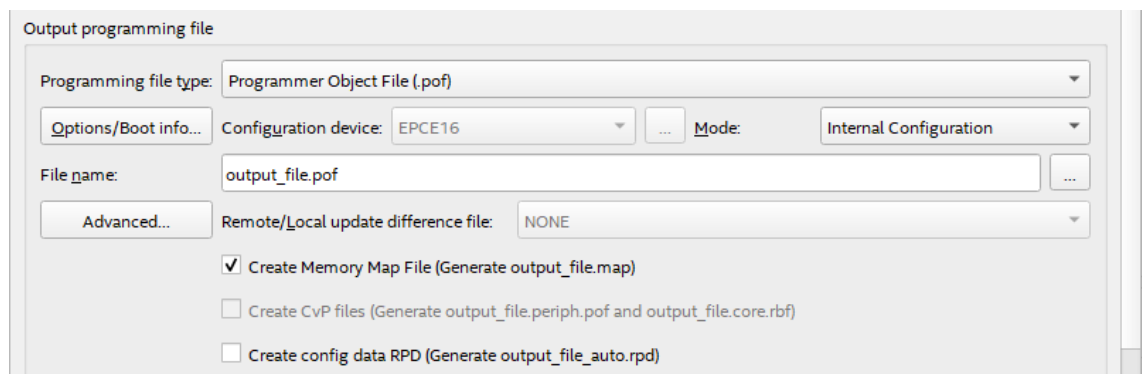 Output programming file
Programming file type: Programmer Object File (.pof)
Options/Boot info... Configuration device: EPCE16 ... Mode: Internal Configuration
File name: output_file.pof ...
Advanced... Remote/Local update difference file: NONE
Create Memory Map File (Generate output_file.map)
Create CvP files (Generate output_file.periph.pof and output_file.core.rbf)
Create config data RPD (Generate output_file_auto.rpd)